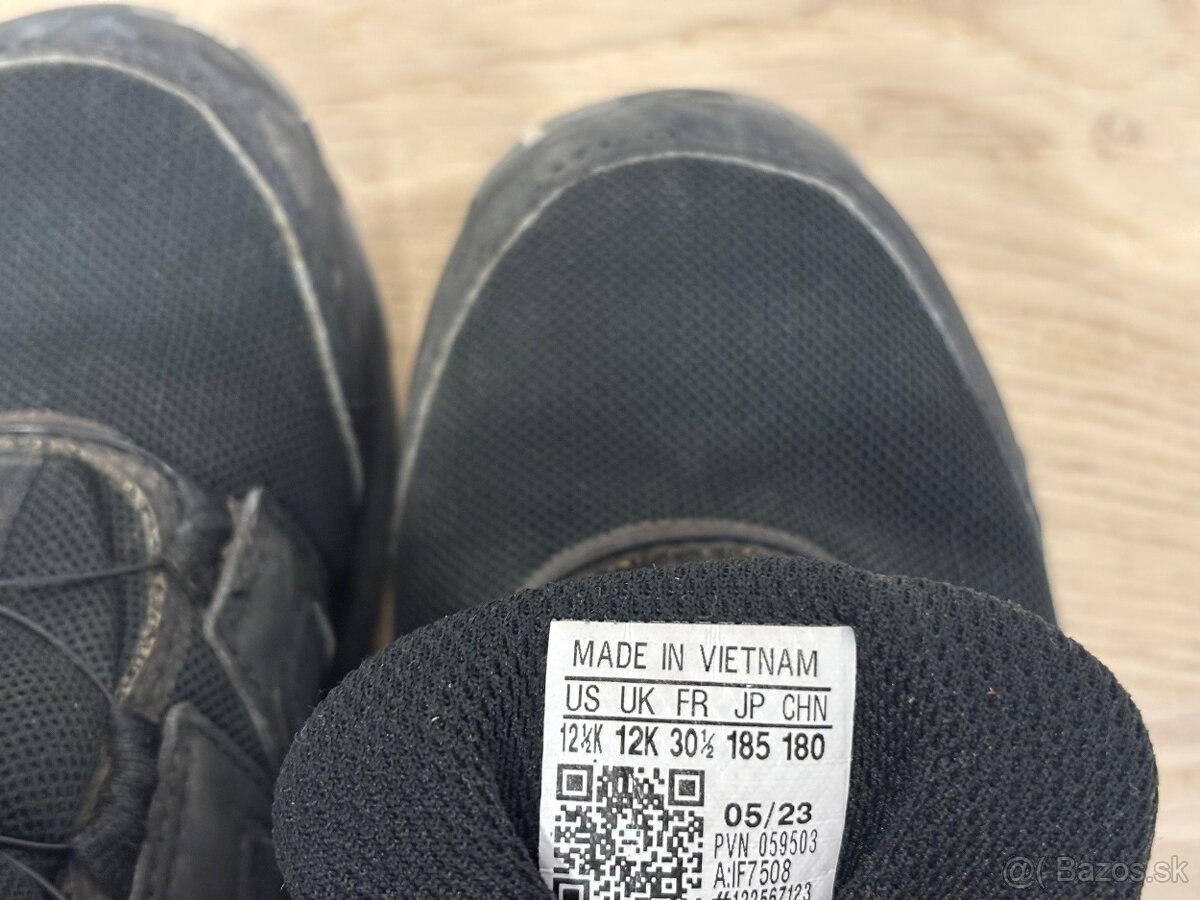 MADE IN VIETNAM
US UK FR JP CHN
12½K 12K 30½ 185 180
05/23
PVN 059503
A:IF7508
#122567123
@( Bazos.sk